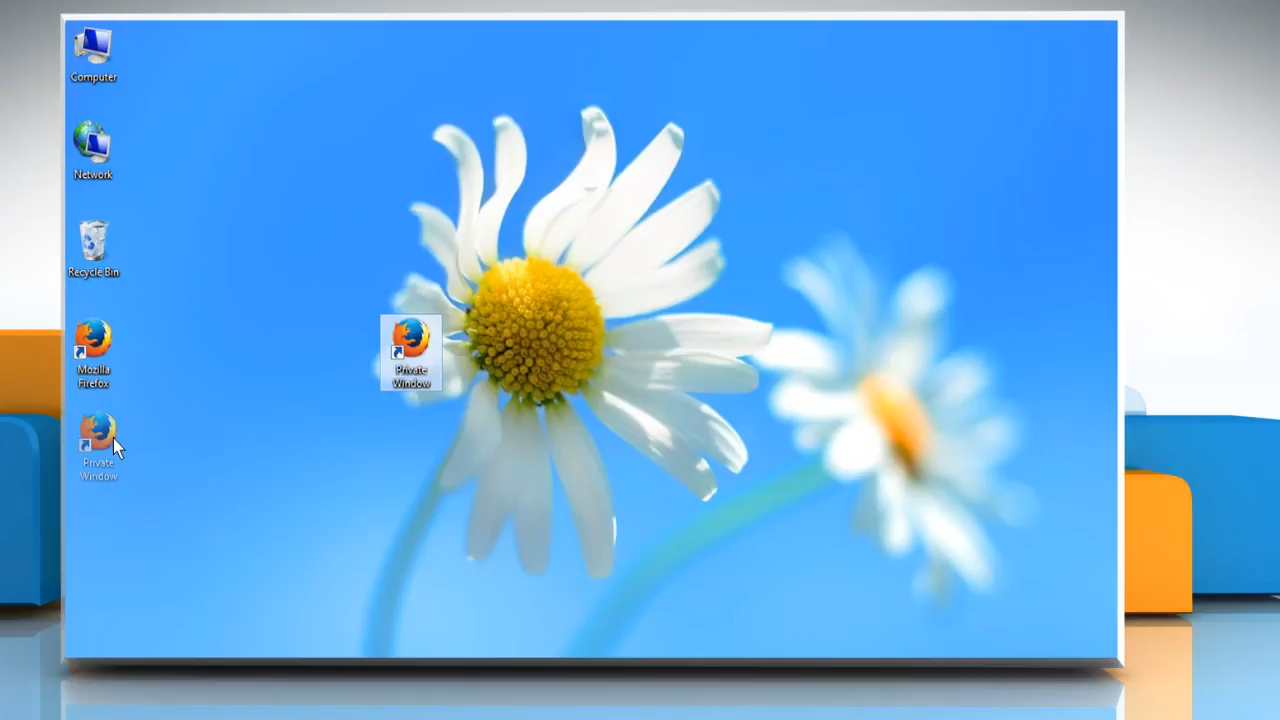 Computer
Network
Recycle Bin
Mozilla
Firefox
Private
Window
Private
Window